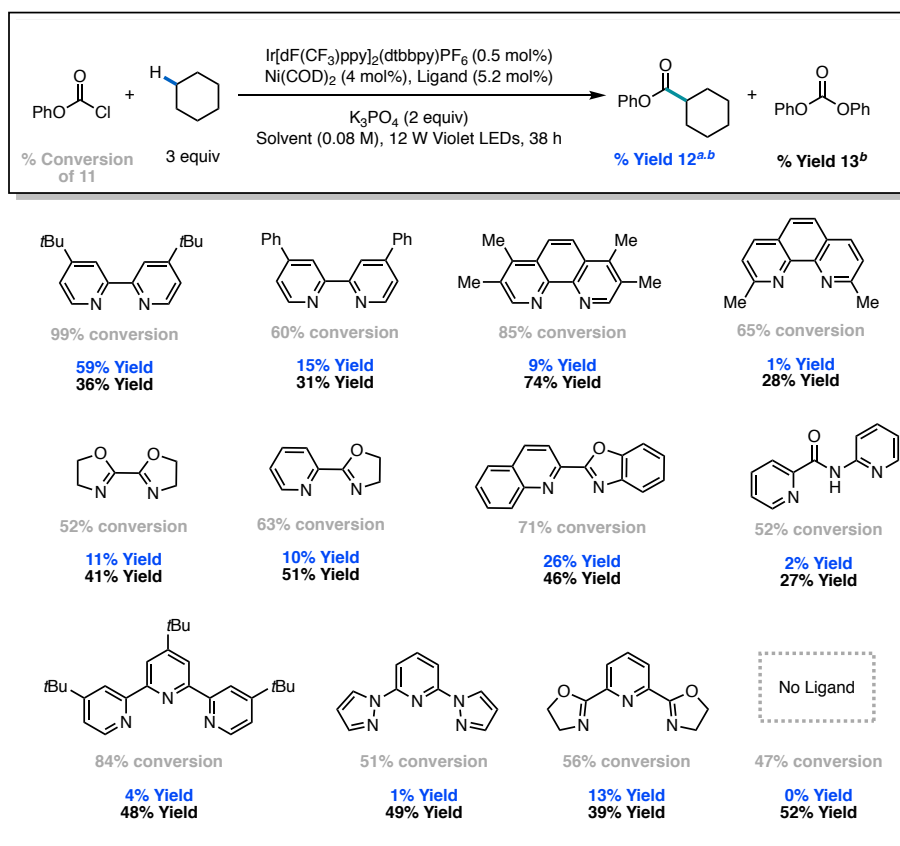 Ir[dF(CF3)ppy]2(dtbbpy)PF6 (0.5 mol%)
Ni(COD)2 (4 mol%), Ligand (5.2 mol%)
K3PO4 (2 equiv)
Solvent (0.08 M), 12 W Violet LEDs, 38 h
O
PhO Cl
+
H
O
PhO
+
O
PhO OPh
% Conversion
of 11
3 equiv
% Yield 12a.b
% Yield 13b
tBu tBu
N N
99% conversion
59% Yield
36% Yield
Ph Ph
N N
60% conversion
15% Yield
31% Yield
Me Me
Me Me
N N
85% conversion
9% Yield
74% Yield
N N
Me Me
65% conversion
1% Yield
28% Yield
O O
N N
52% conversion
11% Yield
41% Yield
O
N N
63% conversion
10% Yield
51% Yield
O
N N
71% conversion
26% Yield
46% Yield
O
N N
N
H
52% conversion
2% Yield
27% Yield
tBu
tBu tBu
N N N
84% conversion
4% Yield
48% Yield
N N N
N N
51% conversion
1% Yield
49% Yield
O O
N N N
56% conversion
13% Yield
39% Yield
No Ligand
47% conversion
0% Yield
52% Yield